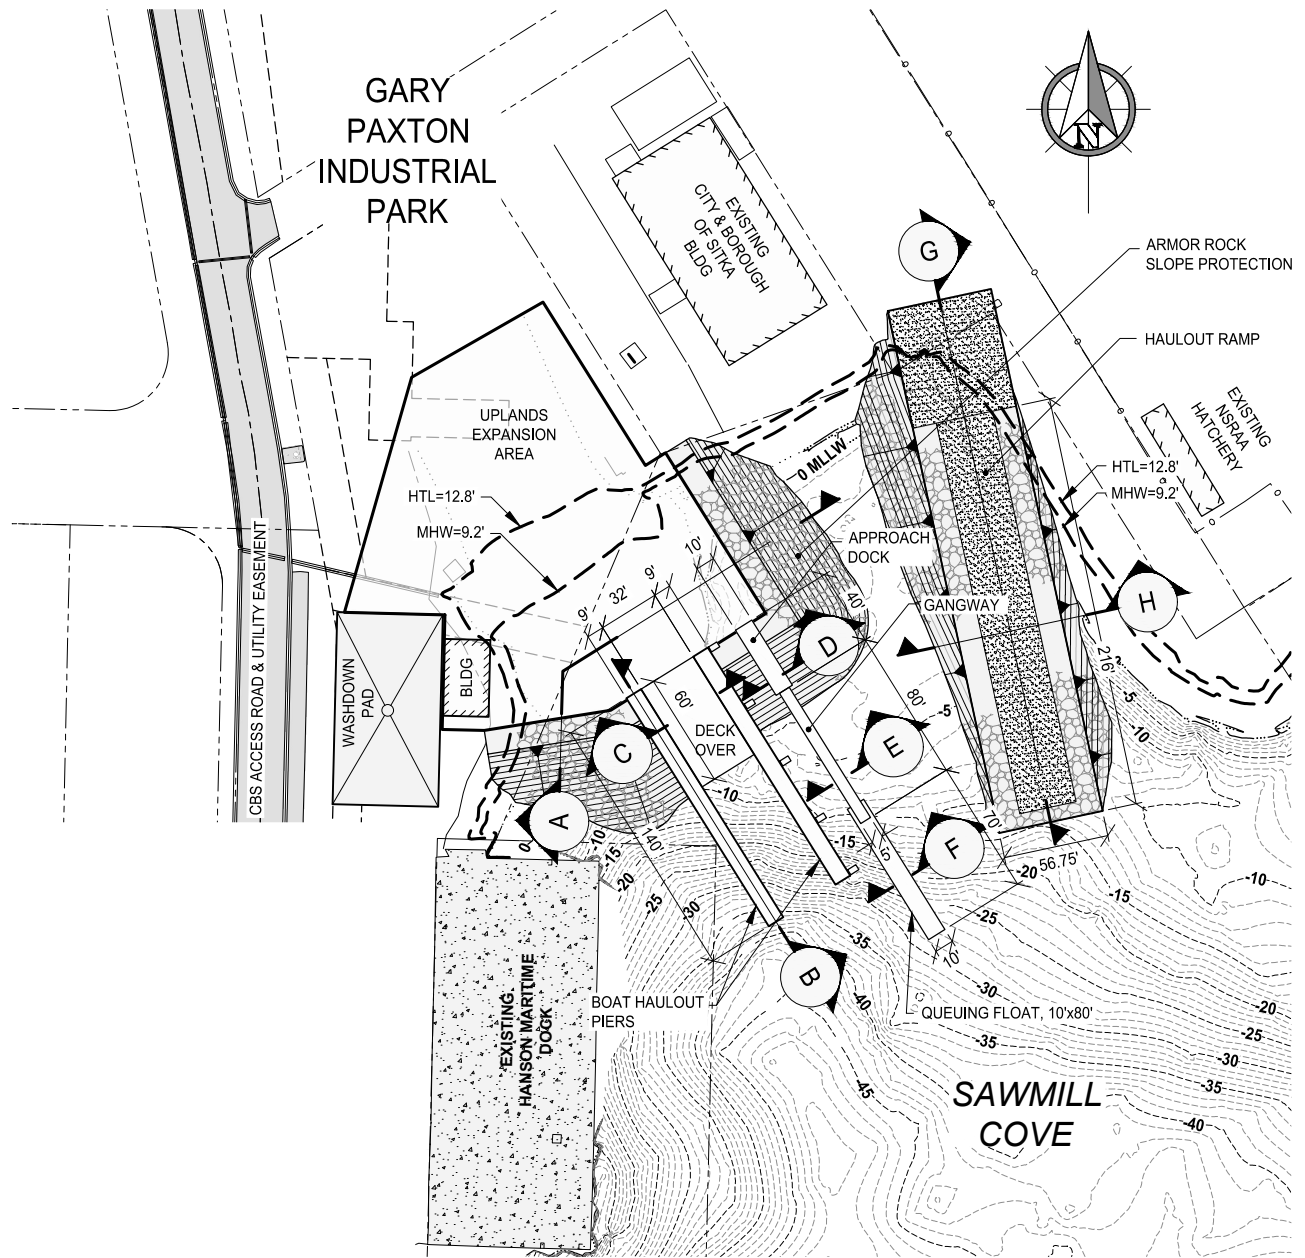 GARY
PAXTON
INDUSTRIAL
PARK
N
EXISTING
CITY & BOROUGH
OF SITKA
BLDG
G
ARMOR ROCK
SLOPE PROTECTION
HAULOUT RAMP
EXISTING
NSRAA
HATCHERY
UPLANDS
EXPANSION
AREA
0 MLLW
HTL=12.8'
MHW=9.2'
HTL=12.8'
MHW=9.2'
CBS ACCESS ROAD & UTILITY EASEMENT
APPROACH
DOCK
10'
9'
32'
9'
40'
GANGWAY
H
D
216'
WASHDOWN
PAD
BLDG
60'
80'
-5
-5
-10
DECK
OVER
C
E
-10
A
0
-10
-15
-20
-25
-30
140'
-15
5'
70'
F
56.75'
-20
-15
-10
-25
-35
10'
B
-40
-45
BOAT HAULOUT
PIERS
QUEUING FLOAT, 10'x80'
-30
-35
-20
-25
-30
-35
-40
EXISTING
HANSON MARITIME
DOCK
SAWMILL
COVE